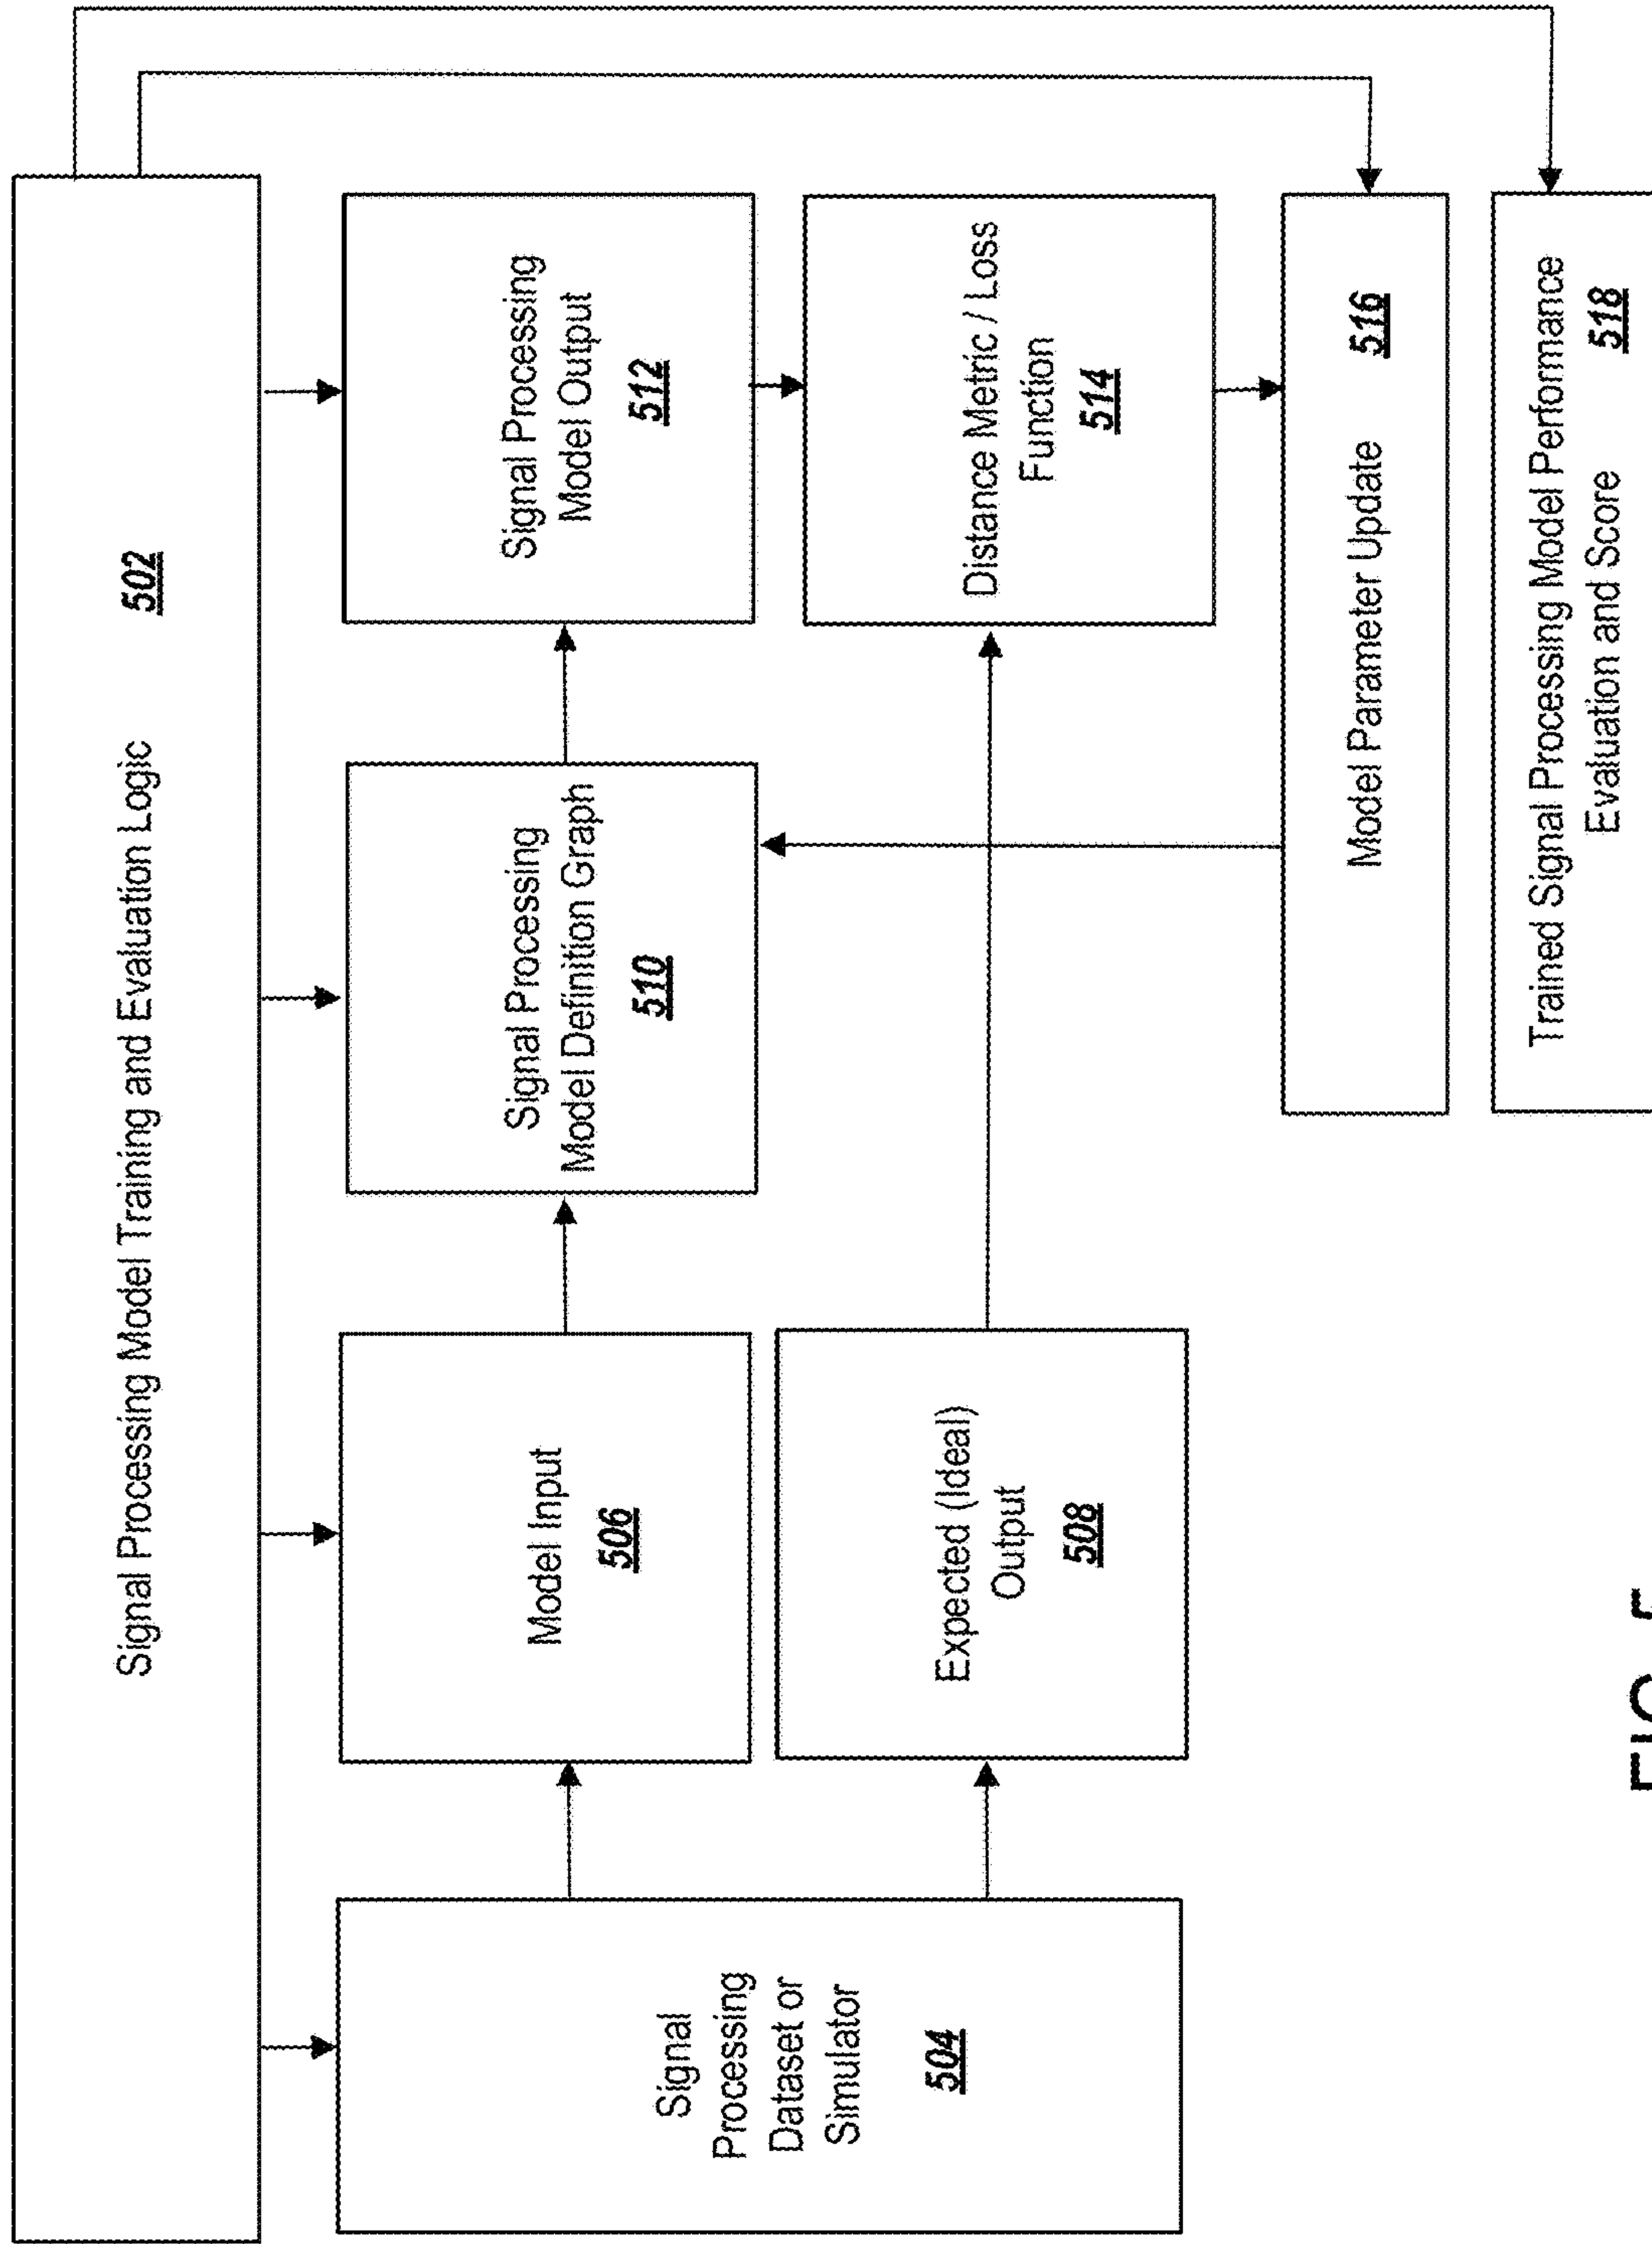 Signal Processing Model Training and Evaluation Logic 502
Signal
Processing
Dataset or
Simulator
504
Model Input
506
Expected (Ideal)
Output
508
Signal Processing
Model Definition Graph
510
Signal Processing
Model Output
512
Distance Metric / Loss
Function
514
Model Parameter Update 516
Trained Signal Processing Model Performance
Evaluation and Score 518